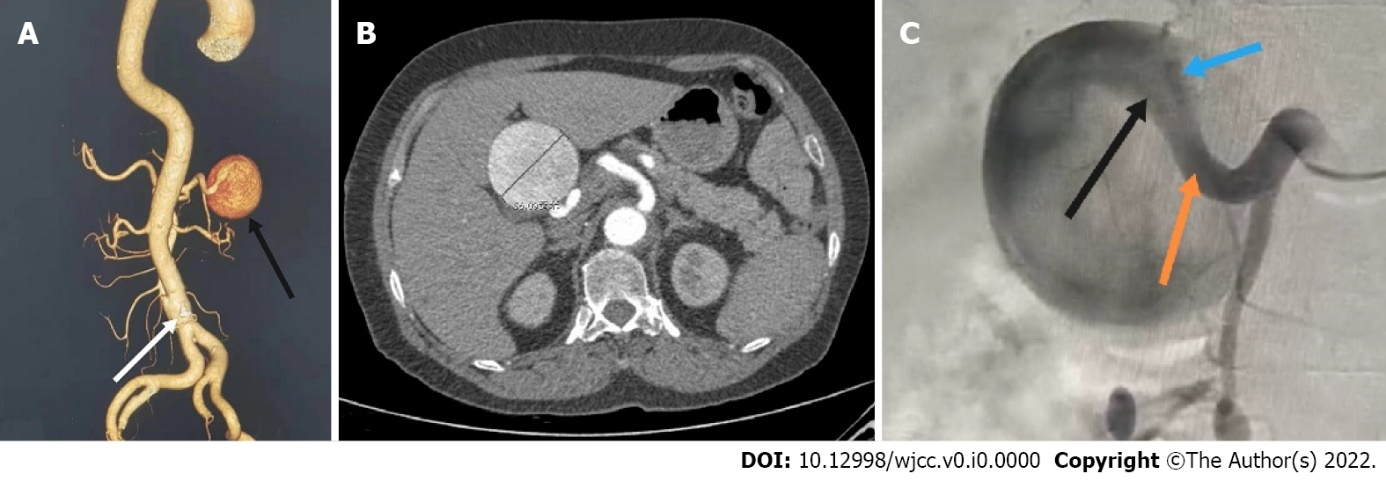 A
B
C
DOI: 10.12998/wjcc.v0.i0.0000 Copyright ©The Author(s) 2022.